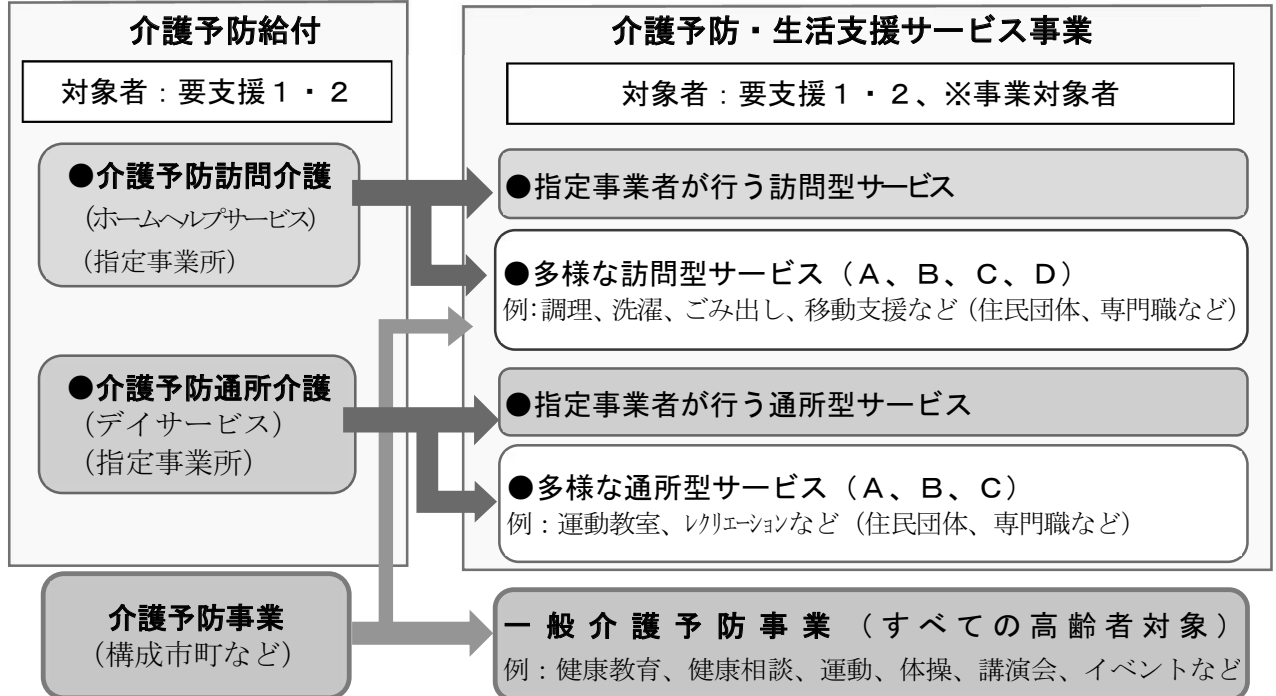 介護予防給付
対象者：要支援１・２
●介護予防訪問介護
（ホームヘルプサービス）
（指定事業所）
●介護予防通所介護
（デイサービス）
（指定事業所）
介護予防事業
（構成市町など）
介護予防・生活支援サービス事業
対象者：要支援１・２、※事業対象者
●指定事業者が行う訪問型サービス
●多様な訪問型サービス（Ａ、Ｂ、Ｃ、Ｄ）
例：調理、洗濯、ごみ出し、移動支援など（住民団体、専門職など）
●指定事業者が行う通所型サービス
●多様な通所型サービス（Ａ、Ｂ、Ｃ）
例：運動教室、ﾚｸﾘｴｰｼｮﾝなど（住民団体、専門職など）
一般介護予防事業（すべての高齢者対象）
例：健康教育、健康相談、運動、体操、講演会、イベントなど